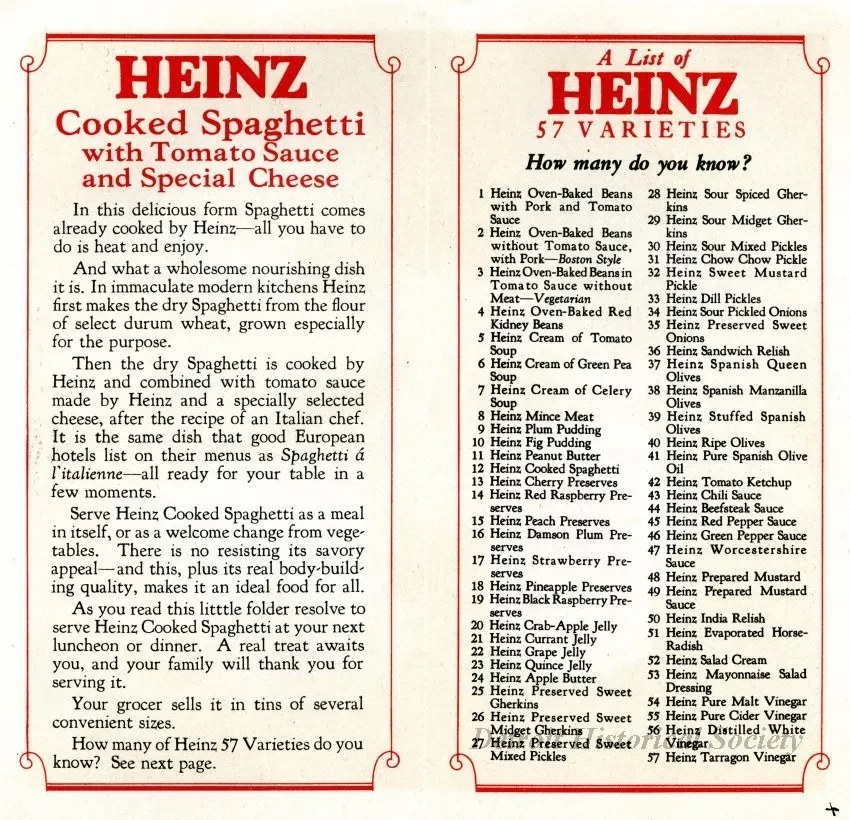 HEINZ
Cooked Spaghetti
with Tomato Sauce
and Special Cheese
In this delicious form Spaghetti comes
already cooked by Heinz—all you have to
do is heat and enjoy.
And what a wholesome nourishing dish
it is. In immaculate modern kitchens Heinz
first makes the dry Spaghetti from the flour
of select durum wheat, grown especially
for the purpose.
Then the dry Spaghetti is cooked by
Heinz and combined with tomato sauce
made by Heinz and a specially selected
cheese, after the recipe of an Italian chef.
It is the same dish that good European
hotels list on their menus as Spaghetti á
l'italienne—all ready for your table in a
few moments.
Serve Heinz Cooked Spaghetti as a meal
in itself, or as a welcome change from vege-
tables. There is no resisting its savory
appeal—and this, plus its real body-build-
ing quality, makes it an ideal food for all.
As you read this litttle folder resolve to
serve Heinz Cooked Spaghetti at your next
luncheon or dinner. A real treat awaits
you, and your family will thank you for
serving it.
Your grocer sells it in tins of several
convenient sizes.
How many of Heinz 57 Varieties do you
know? See next page.
A List of
HEINZ
57 VARIETIES
How many do you know?
1 Heinz Oven-Baked Beans
with Pork and Tomato
Sauce
2 Heinz Oven-Baked Beans
without Tomato Sauce,
with Pork—Boston Style
3 Heinz Oven-Baked Beans in
Tomato Sauce without
Meat—Vegetarian
4 Heinz Oven-Baked Red
Kidney Beans
5 Heinz Cream of Tomato
Soup
6 Heinz Cream of Green Pea
Soup
7 Heinz Cream of Celery
Soup
8 Heinz Mince Meat
9 Heinz Plum Pudding
10 Heinz Fig Pudding
11 Heinz Peanut Butter
12 Heinz Cooked Spaghetti
13 Heinz Cherry Preserves
14 Heinz Red Raspberry Pre-
serves
15 Heinz Peach Preserves
16 Heinz Damson Plum Pre-
serves
17 Heinz Strawberry Pre-
serves
18 Heinz Pineapple Preserves
19 Heinz Black Raspberry Pre-
serves
20 Heinz Crab-Apple Jelly
21 Heinz Currant Jelly
22 Heinz Grape Jelly
23 Heinz Quince Jelly
24 Heinz Apple Butter
25 Heinz Preserved Sweet
Gherkins
26 Heinz Preserved Sweet
Midget Gherkins
27 Heinz Preserved Sweet
Mixed Pickles
28 Heinz Sour Spiced Gher-
kins
29 Heinz Sour Midget Gher-
kins
30 Heinz Sour Mixed Pickles
31 Heinz Chow Chow Pickle
32 Heinz Sweet Mustard
Pickle
33 Heinz Dill Pickles
34 Heinz Sour Pickled Onions
35 Heinz Preserved Sweet
Onions
36 Heinz Sandwich Relish
37 Heinz Spanish Queen
Olives
38 Heinz Spanish Manzanilla
Olives
39 Heinz Stuffed Spanish
Olives
40 Heinz Ripe Olives
41 Heinz Pure Spanish Olive
Oil
42 Heinz Tomato Ketchup
43 Heinz Chili Sauce
44 Heinz Beefsteak Sauce
45 Heinz Red Pepper Sauce
46 Heinz Green Pepper Sauce
47 Heinz Worcestershire
Sauce
48 Heinz Prepared Mustard
49 Heinz Prepared Mustard
Sauce
50 Heinz India Relish
51 Heinz Evaporated Horse-
Radish
52 Heinz Salad Cream
53 Heinz Mayonnaise Salad
Dressing
54 Heinz Pure Malt Vinegar
55 Heinz Pure Cider Vinegar
56 Heinz Distilled White
Vinegar
57 Heinz Tarragon Vinegar
Detroit Historical Society